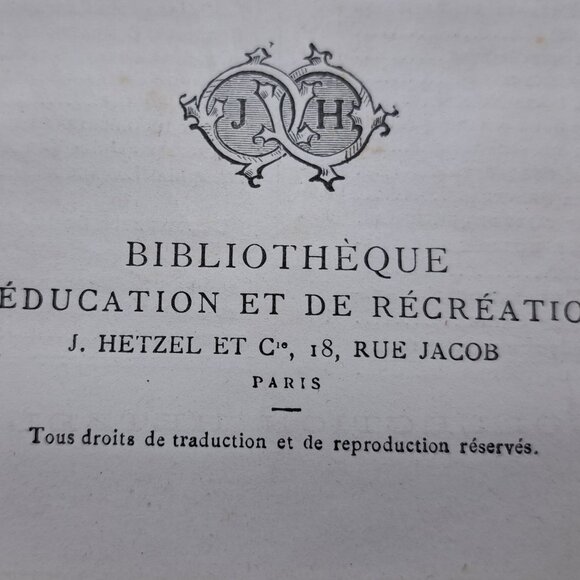 J H
BIBLIOTHÈQUE
ÉDUCATION ET DE RÉCRÉATIO
J. HETZEL ET Cie, 18, RUE JACOB
PARIS
Tous droits de traduction et de reproduction réservés.